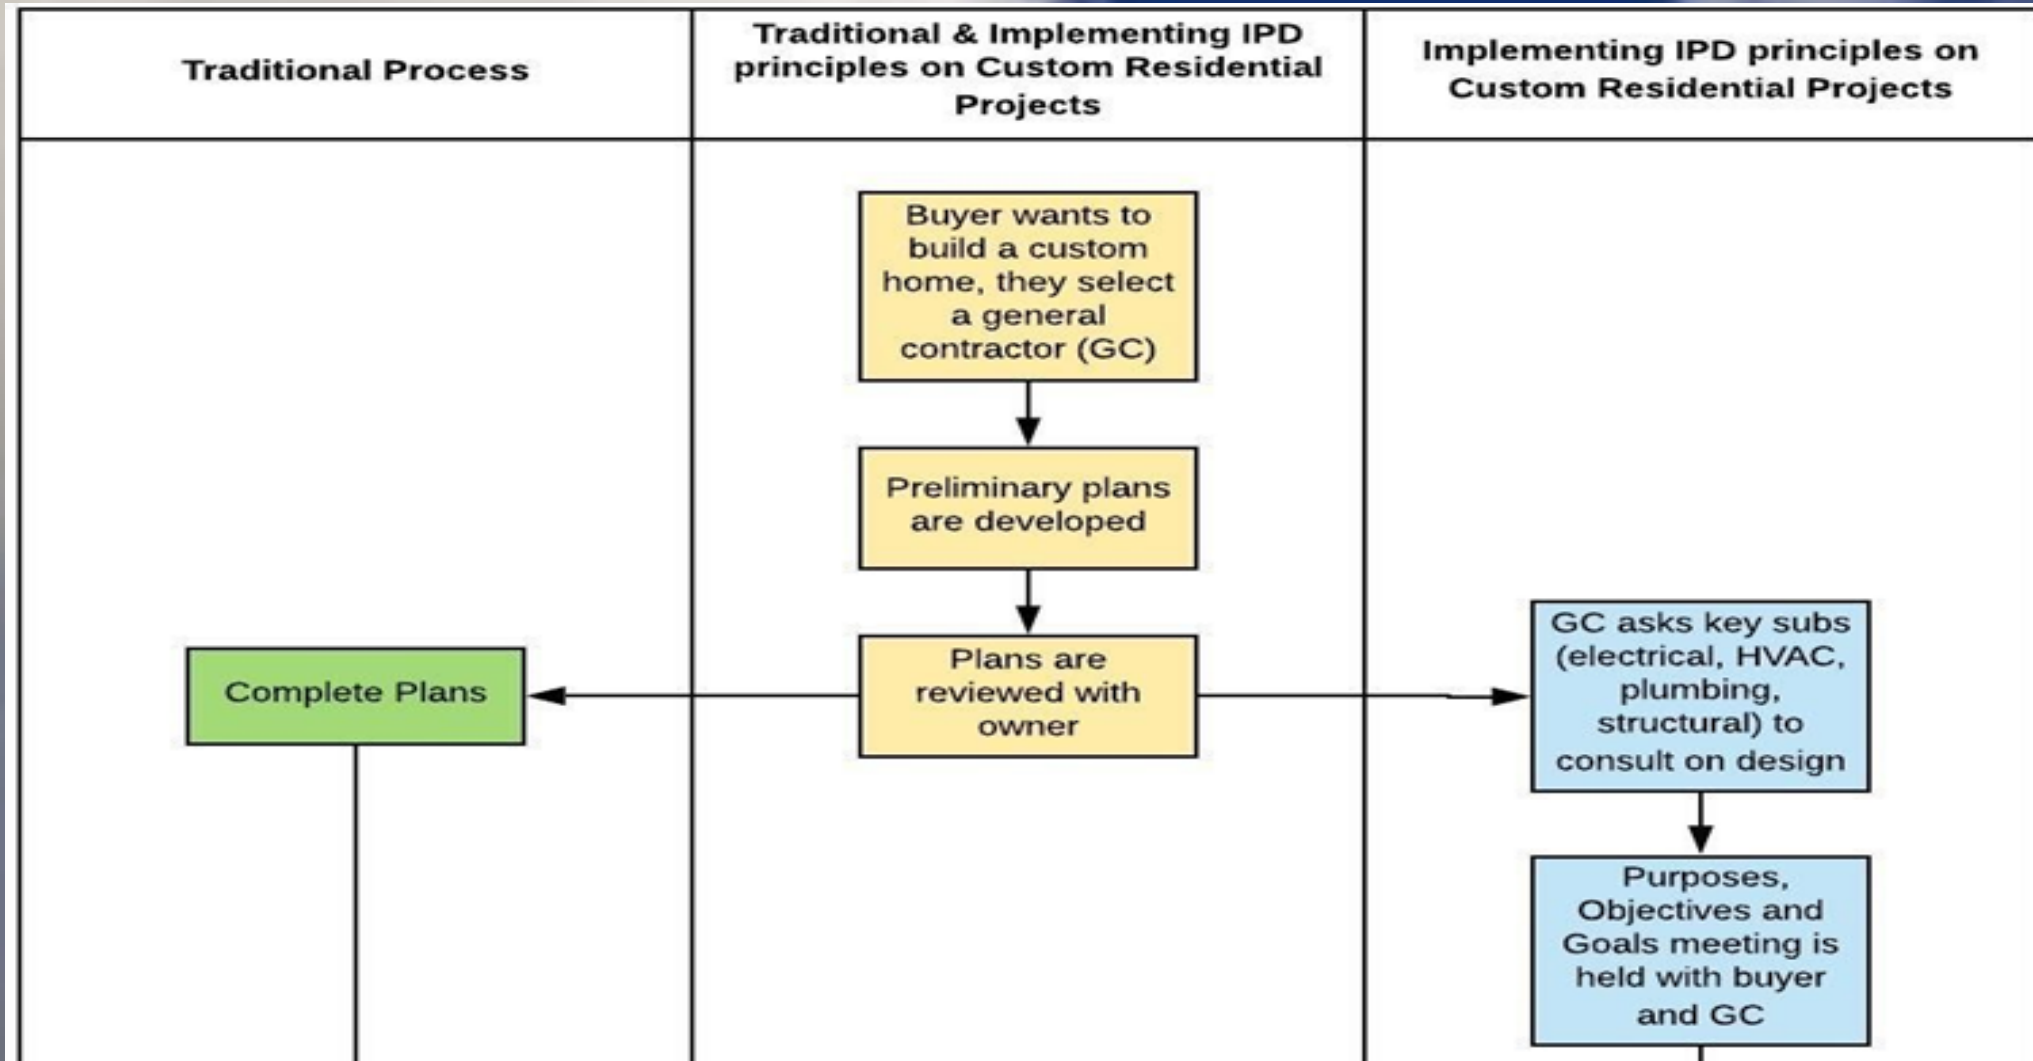 Traditional Process
Traditional & Implementing IPD
principles on Custom Residential
Projects
Implementing IPD principles on
Custom Residential Projects
Buyer wants to
build a custom
home, they select
a general
contractor (GC)
Preliminary plans
are developed
Complete Plans
Plans are
reviewed with
owner
GC asks key subs
(electrical, HVAC,
plumbing,
structural) to
consult on design
Purposes,
Objectives and
Goals meeting is
held with buyer
and GC